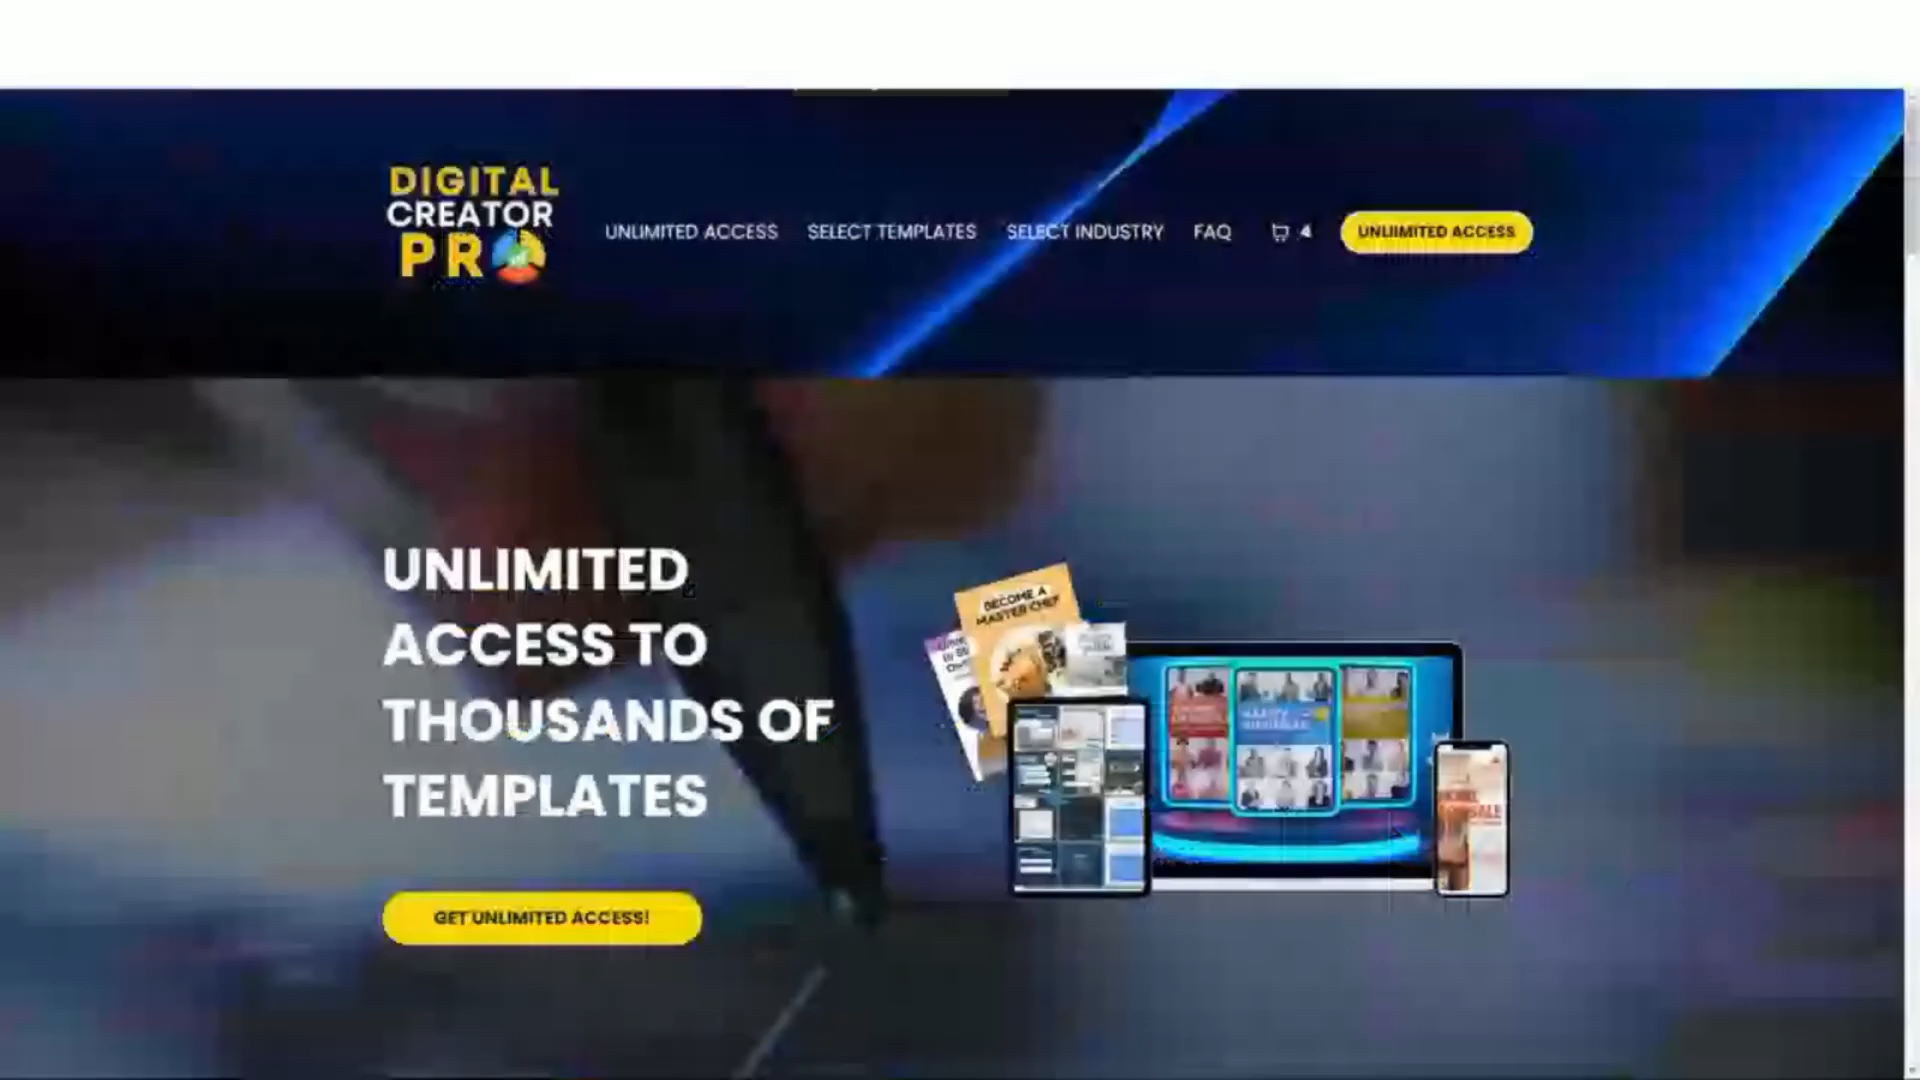 DIGITAL
CREATOR
PRO
UNLIMITED ACCESS SELECT TEMPLATES SELECT INDUSTRY FAQ 4 UNLIMITED ACCESS
UNLIMITED
ACCESS TO
THOUSANDS OF
TEMPLATES
BECOME A
MASTER CHEF
GET UNLIMITED ACCESS!